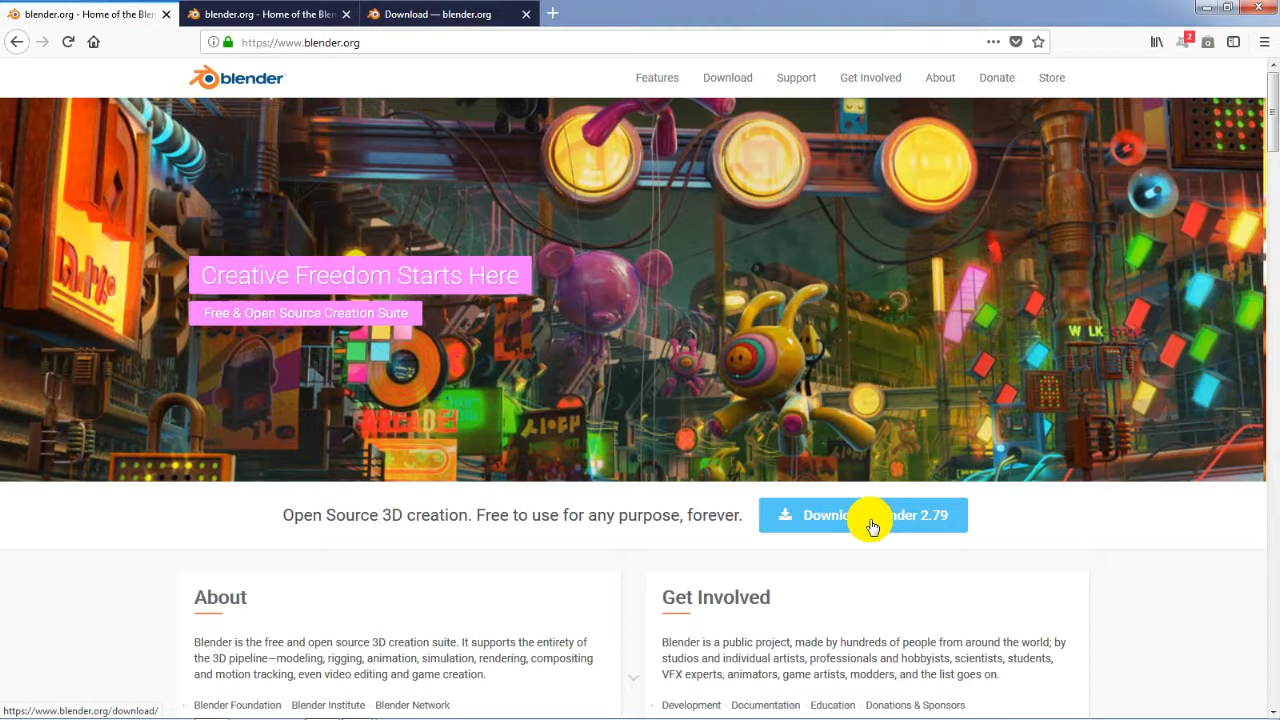 blender.org - Home of the Blen
blender.org - Home of the Blen
Download — blender.org
https://www.blender.org
2
blender
Features
Download
Support
Get Involved
About
Donate
Store
Creative Freedom Starts Here
Free & Open Source Creation Suite
ARCADE!
시아
WALK
Open Source 3D creation. Free to use for any purpose, forever.
2.79
About
Blender is the free and open source 3D creation suite. It supports the entirety of
the 3D pipeline—modeling, rigging, animation, simulation, rendering, compositing
and motion tracking, even video editing and game creation.
· Blender Foundation · Blender Institute · Blender Network
Get Involved
Blender is a public project, made by hundreds of people from around the world; by
studios and individual artists, professionals and hobbyists, scientists, students,
VFX experts, animators, game artists, modders, and the list goes on.
· Development · Documentation · Education · Donations & Sponsors
https://www.blender.org/download/